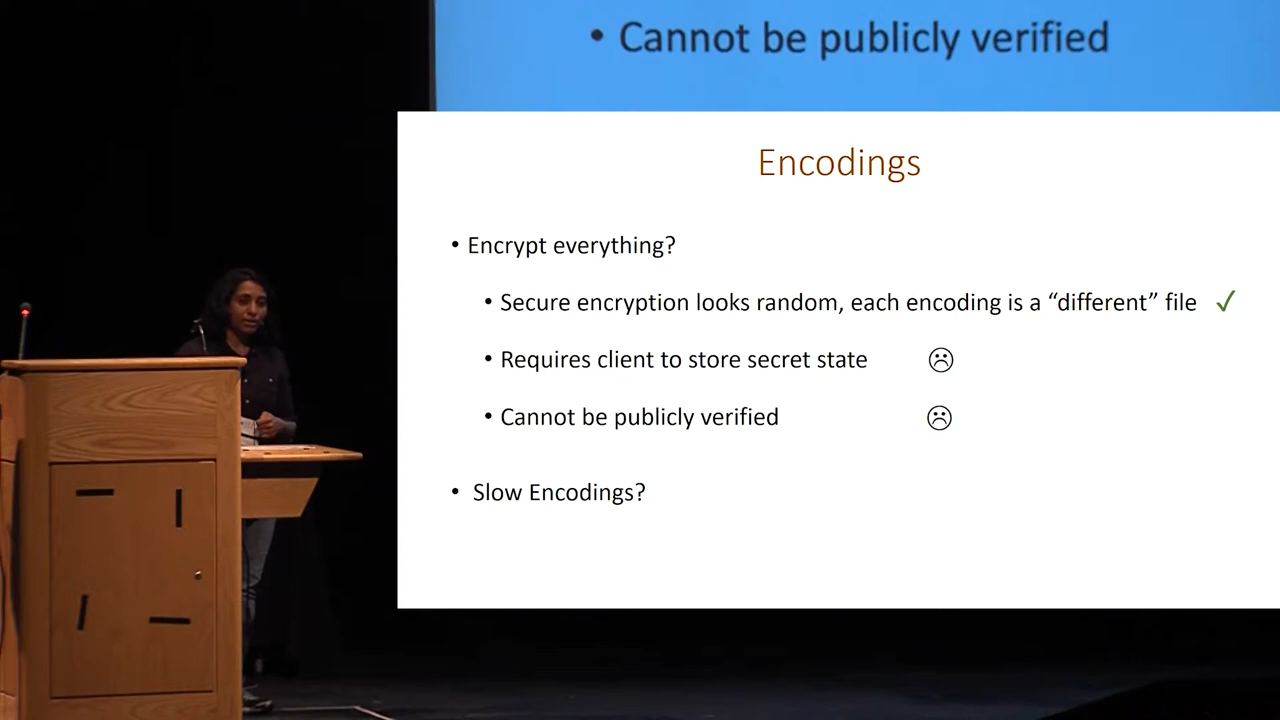 • Cannot be publicly verified
Encodings
• Encrypt everything?
• Secure encryption looks random, each encoding is a “different” file ✓
• Requires client to store secret state ☹
• Cannot be publicly verified ☹
• Slow Encodings?